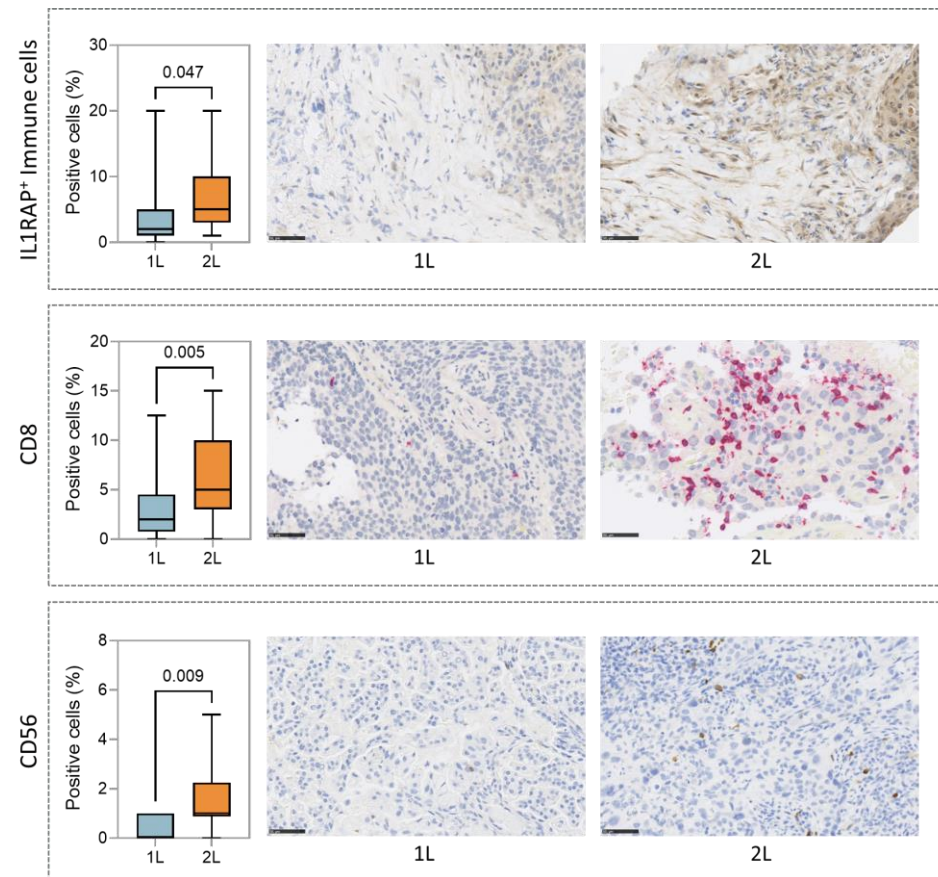 IL1RAP⁺ Immune cells
Positive cells (%)
30
20
10
0
0.047
1L
2L
1L
2L
CD8
Positive cells (%)
20
15
10
5
0
0.005
1L
2L
1L
2L
CD56
Positive cells (%)
8
6
4
2
0
0.009
1L
2L
1L
2L